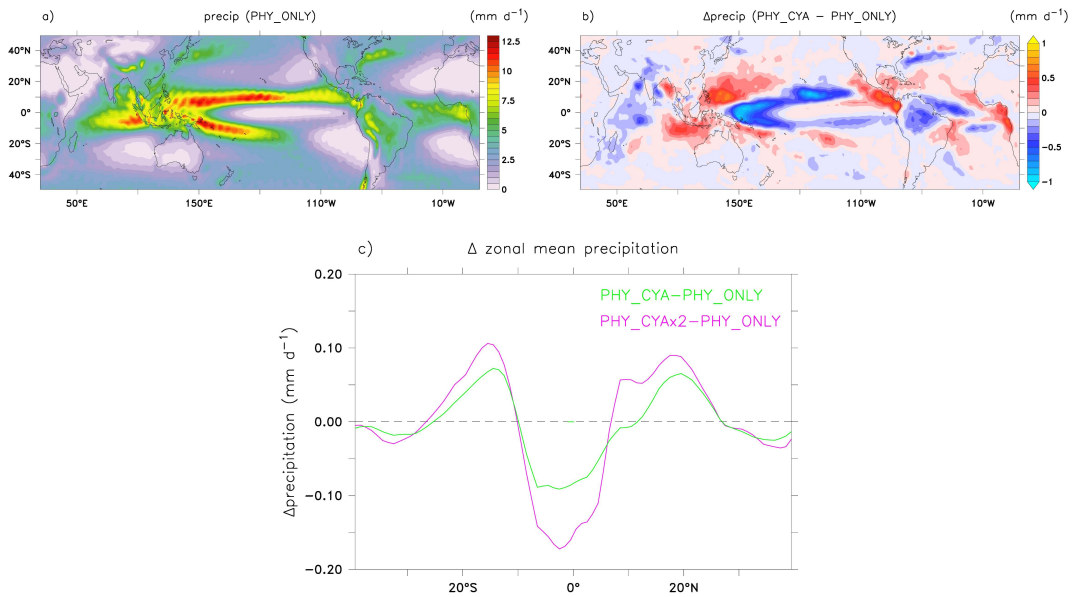 a) precip (PHY_ONLY) (mm d⁻¹)
40°N
20°N
0°
20°S
40°S
50°E 150°E 110°W 10°W
12.5
10
7.5
5
2.5
0
b) Δprecip (PHY_CYA − PHY_ONLY) (mm d⁻¹)
40°N
20°N
0°
20°S
40°S
50°E 150°E 110°W 10°W
1
0.5
0
−0.5
−1
c) Δ zonal mean precipitation
Δprecipitation (mm d⁻¹)
0.20
0.10
0.00
−0.10
−0.20
PHY_CYA−PHY_ONLY
PHY_CYAx2−PHY_ONLY
20°S 0° 20°N